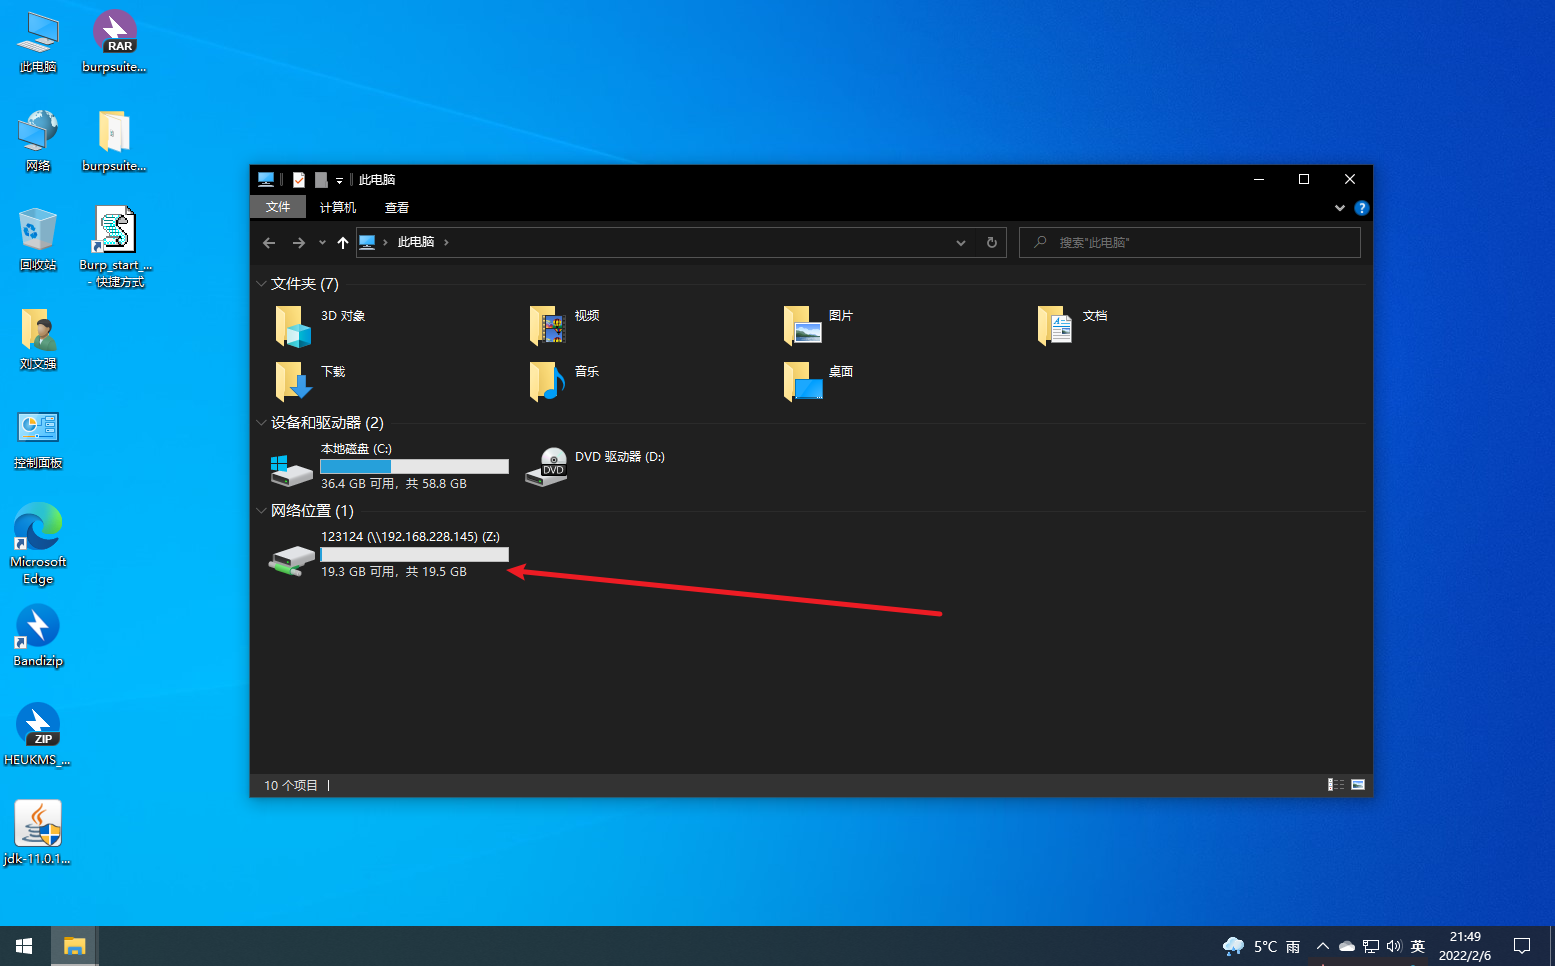 此电脑
RAR
burpsuite...
网络
burpsuite...
回收站
Burp_start_...
- 快捷方式
刘文强
控制面板
Microsoft
Edge
Bandizip
ZIP
HEUKMS_...
jdk-11.0.1...
此电脑
文件
计算机
查看
此电脑
搜索"此电脑"
文件夹 (7)
3D 对象
视频
图片
文档
下载
音乐
桌面
设备和驱动器 (2)
本地磁盘 (C:)
36.4 GB 可用，共 58.8 GB
DVD
DVD 驱动器 (D:)
网络位置 (1)
123124 (\\192.168.228.145) (Z:)
19.3 GB 可用，共 19.5 GB
10 个项目
5°C 雨
英
21:49
2022/2/6